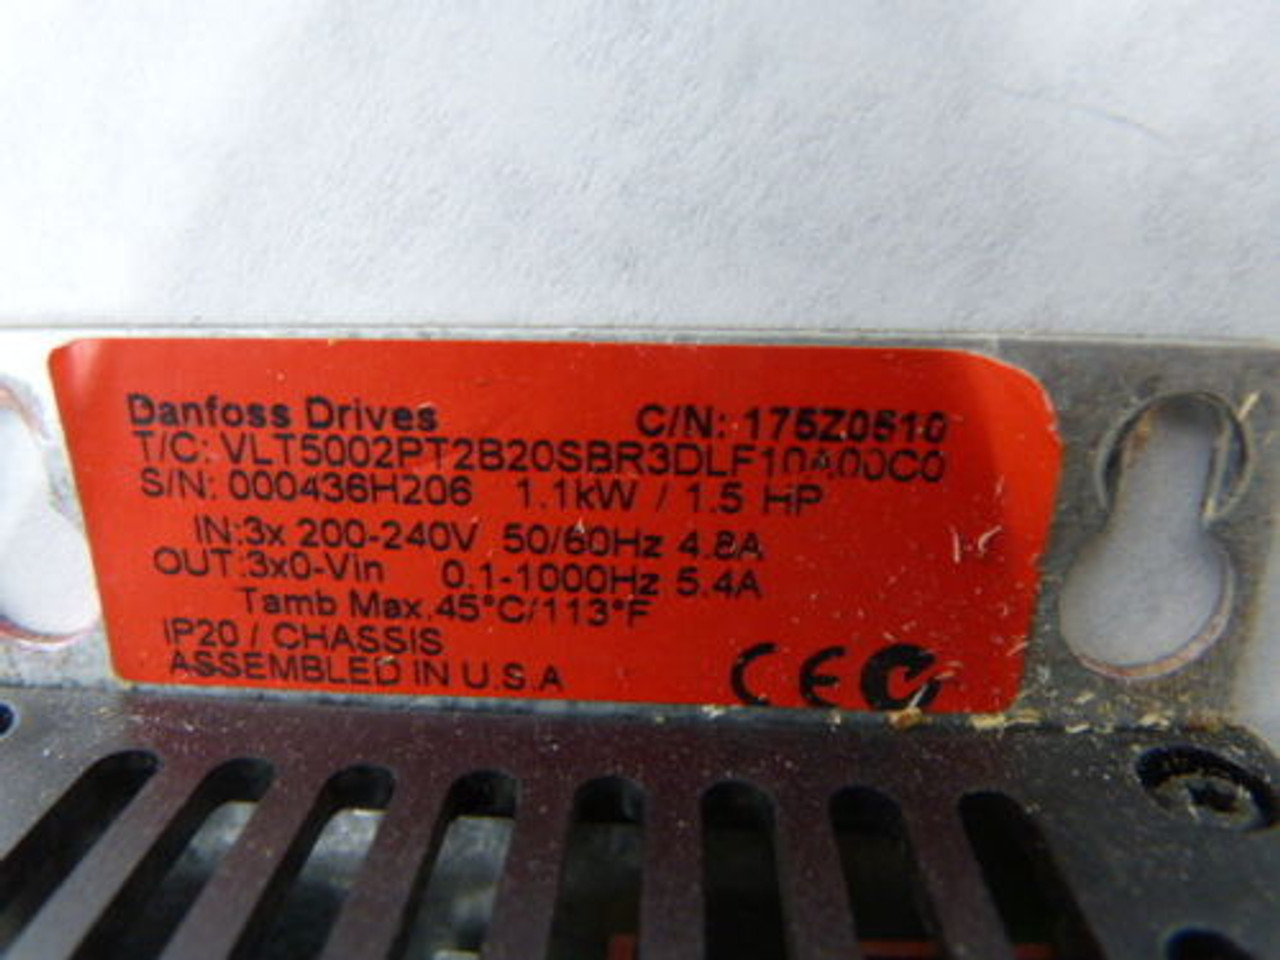 Danfoss Drives C/N: 175Z0510
T/C: VLT5002PT2B20SBR3DLF10A00C0
S/N: 000436H206 1.1kW / 1.5 HP
IN:3x 200-240V 50/60Hz 4.8A
OUT:3x0-Vin 0.1-1000Hz 5.4A
Tamb Max.45°C/113°F
IP20 / CHASSIS
ASSEMBLED IN U.S.A
CE